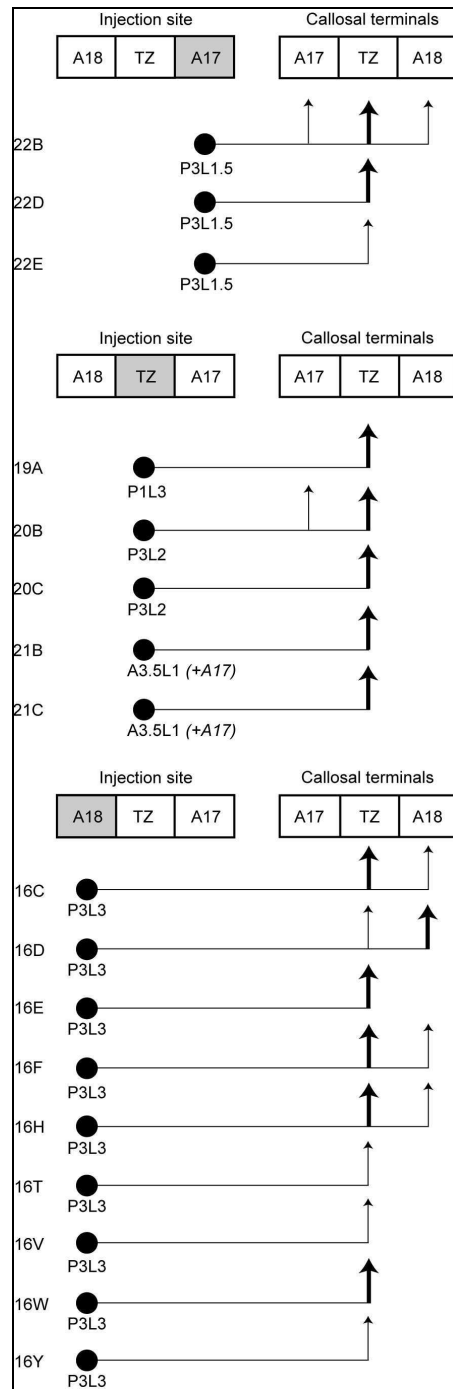 Injection site Callosal terminals
A18 TZ A17 A17 TZ A18
22B
P3L1.5
22D
P3L1.5
22E
P3L1.5
Injection site Callosal terminals
A18 TZ A17 A17 TZ A18
19A
P1L3
20B
P3L2
20C
P3L2
21B
A3.5L1 (+A17)
21C
A3.5L1 (+A17)
Injection site Callosal terminals
A18 TZ A17 A17 TZ A18
16C
P3L3
16D
P3L3
16E
P3L3
16F
P3L3
16H
P3L3
16T
P3L3
16V
P3L3
16W
P3L3
16Y
P3L3